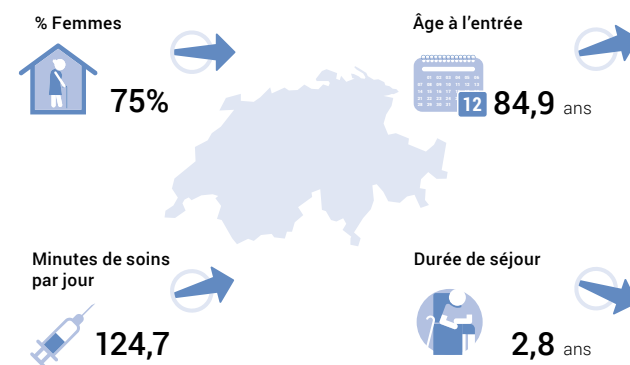 % Femmes
75%
Âge à l'entrée
12
84,9 ans
Minutes de soins
par jour
124,7
Durée de séjour
2,8 ans